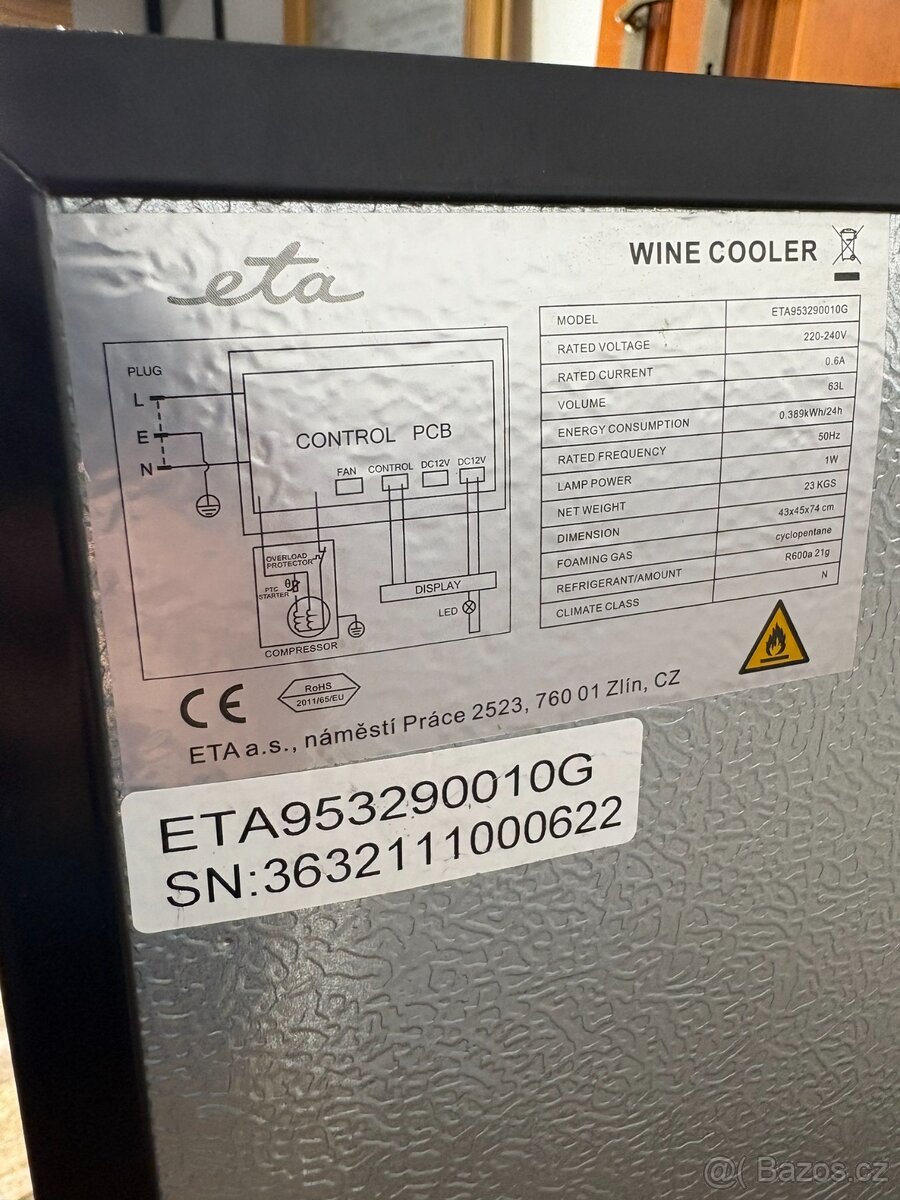 eta
WINE COOLER
PLUG
L
E
N
CONTROL PCB
FAN CONTROL DC12V DC12V
OVERLOAD
PROTECTOR
θ
PTC
STARTER
COMPRESSOR
DISPLAY
LED
MODEL ETA953290010G
RATED VOLTAGE 220-240V
RATED CURRENT 0.6A
VOLUME 63L
ENERGY CONSUMPTION 0.389kWh/24h
RATED FREQUENCY 50Hz
LAMP POWER 1W
NET WEIGHT 23 KGS
DIMENSION 43x45x74 cm
FOAMING GAS cyclopentane
REFRIGERANT/AMOUNT R600a 21g
CLIMATE CLASS N
CE
RoHS
2011/65/EU
ETA a.s., náměstí Práce 2523, 760 01 Zlín, CZ
ETA953290010G
SN:3632111000622
@( Bazos.cz